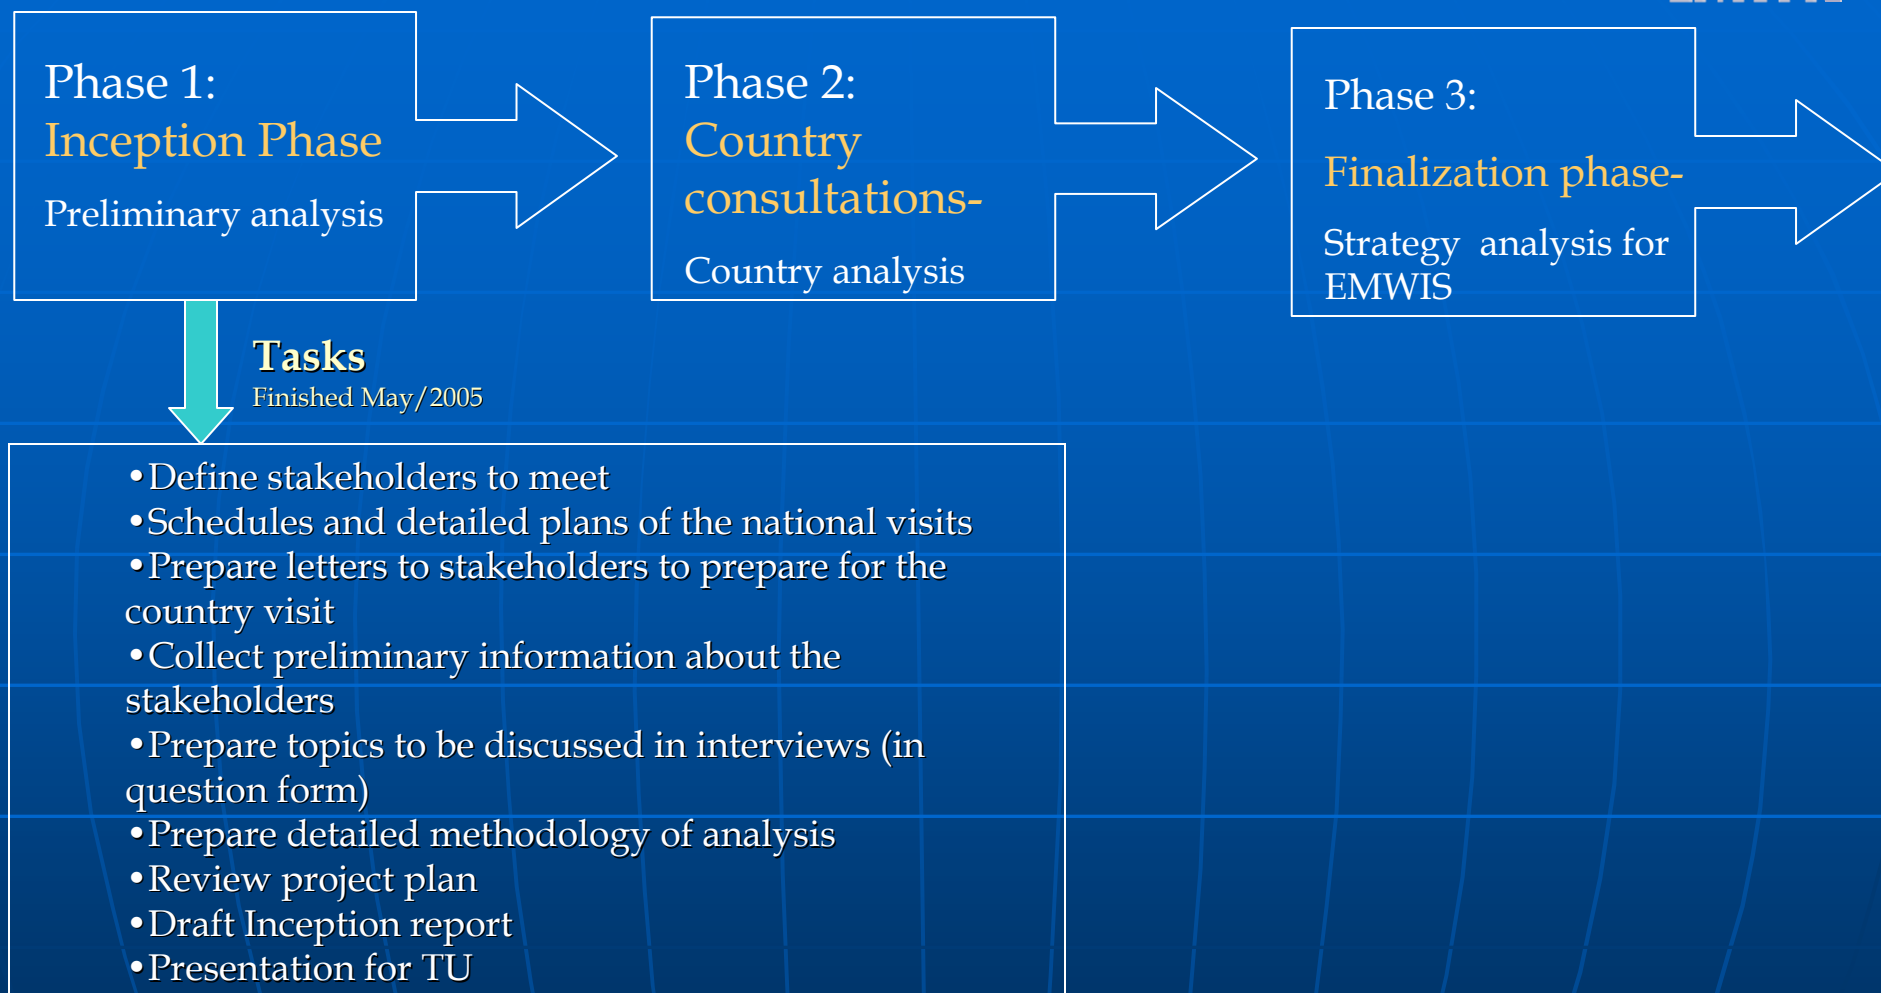 Phase 1:
Inception Phase
Preliminary analysis
Phase 2:
Country
consultations-
Country analysis
Phase 3:
Finalization phase-
Strategy analysis for
EMWIS
Tasks
Finished May/2005
•Define stakeholders to meet
•Schedules and detailed plans of the national visits
•Prepare letters to stakeholders to prepare for the
country visit
•Collect preliminary information about the
stakeholders
•Prepare topics to be discussed in interviews (in
question form)
•Prepare detailed methodology of analysis
•Review project plan
•Draft Inception report
•Presentation for TU